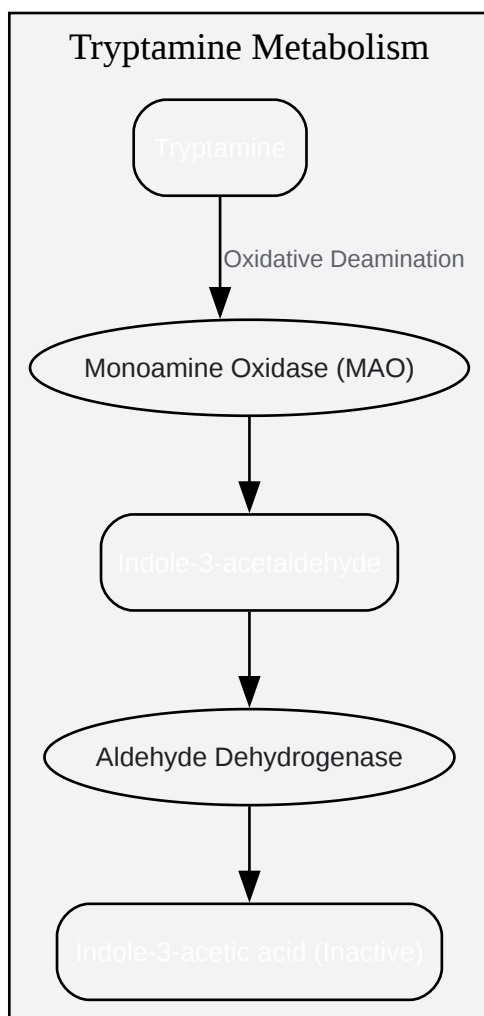 Tryptamine Metabolism
Tryptamine
Oxidative Deamination
Monoamine Oxidase (MAO)
Indole-3-acetaldehyde
Aldehyde Dehydrogenase
Indole-3-acetic acid (Inactive)